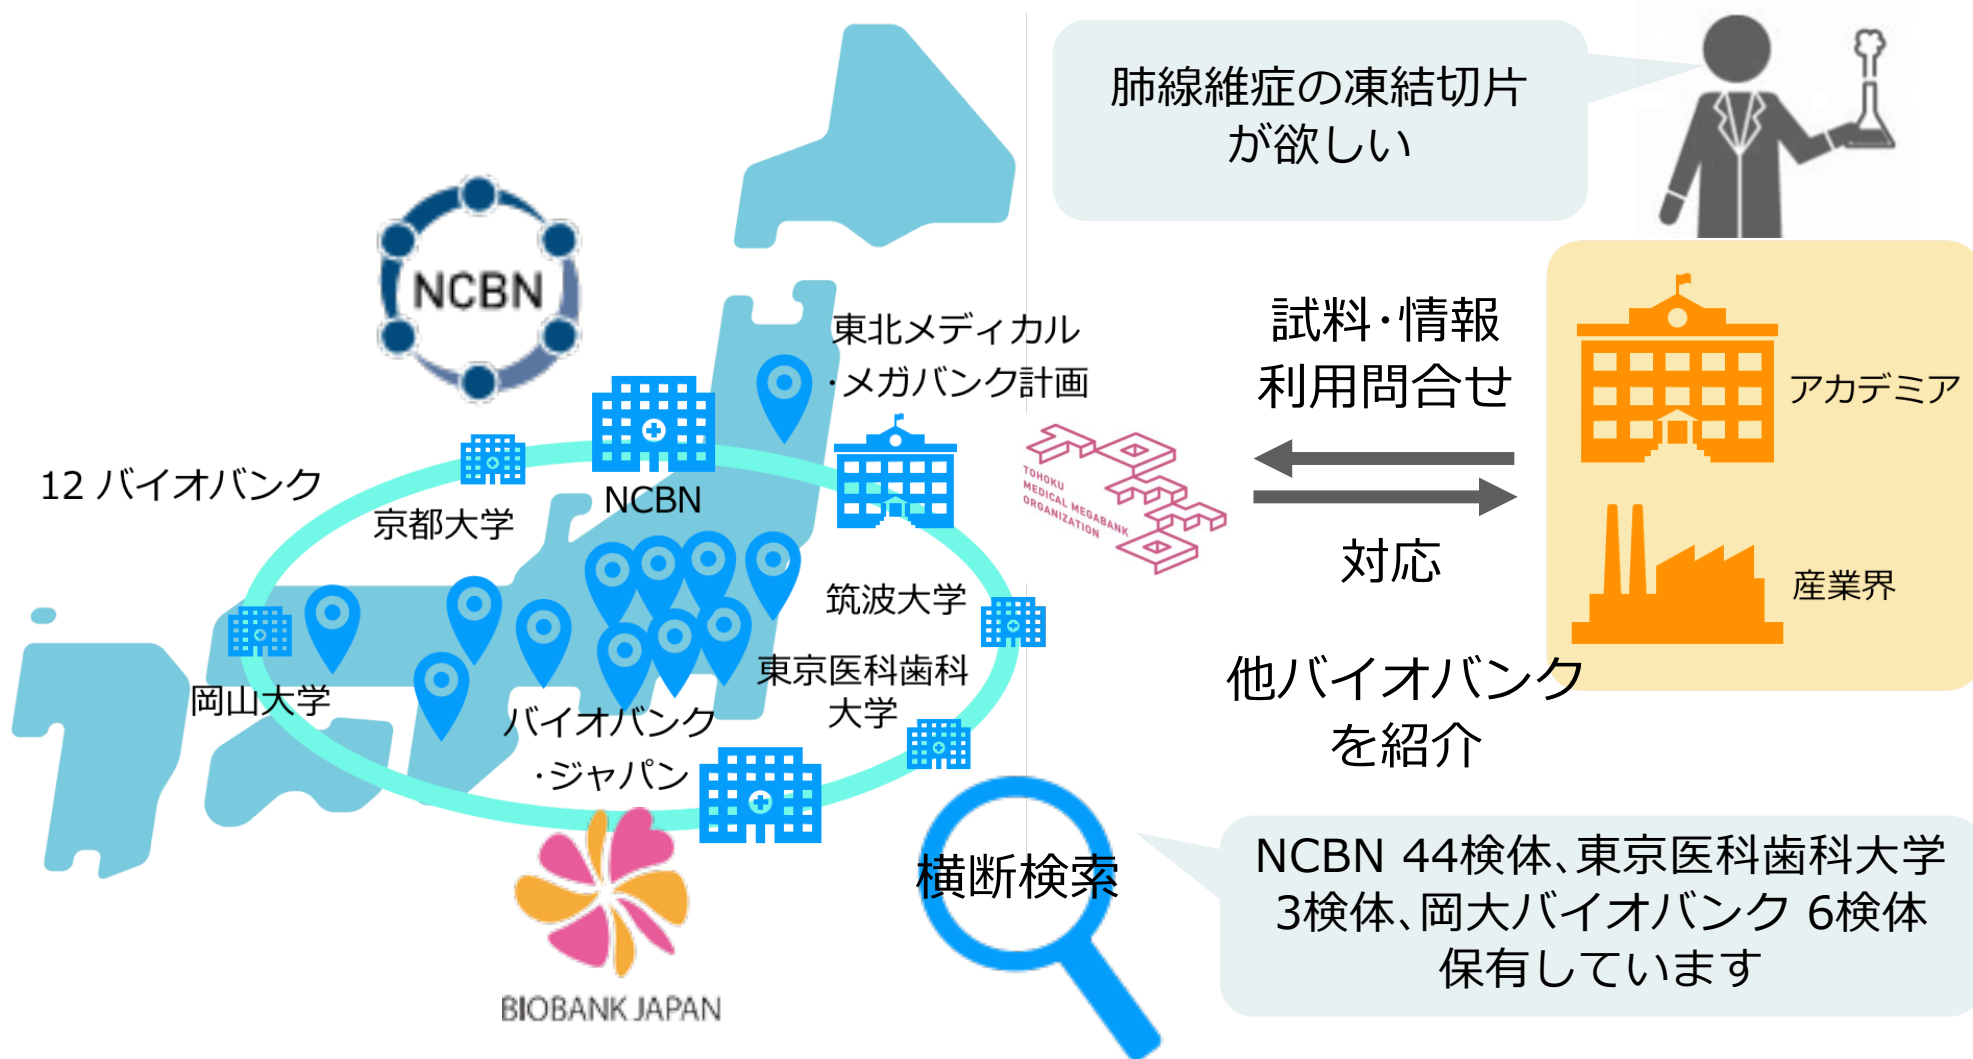 肺線維症の凍結切片
が欲しい
NCBN
東北メディカル
・メガバンク計画
試料・情報
利用問合せ
アカデミア
12 バイオバンク
京都大学
NCBN
TOHOKU
MEDICAL MEGABANK
ORGANIZATION
対応
産業界
筑波大学
岡山大学
東京医科歯科
大学
バイオバンク
・ジャパン
他バイオバンク
を紹介
横断検索
NCBN 44検体、東京医科歯科大学
3検体、岡大バイオバンク 6検体
保有しています
BIOBANK JAPAN